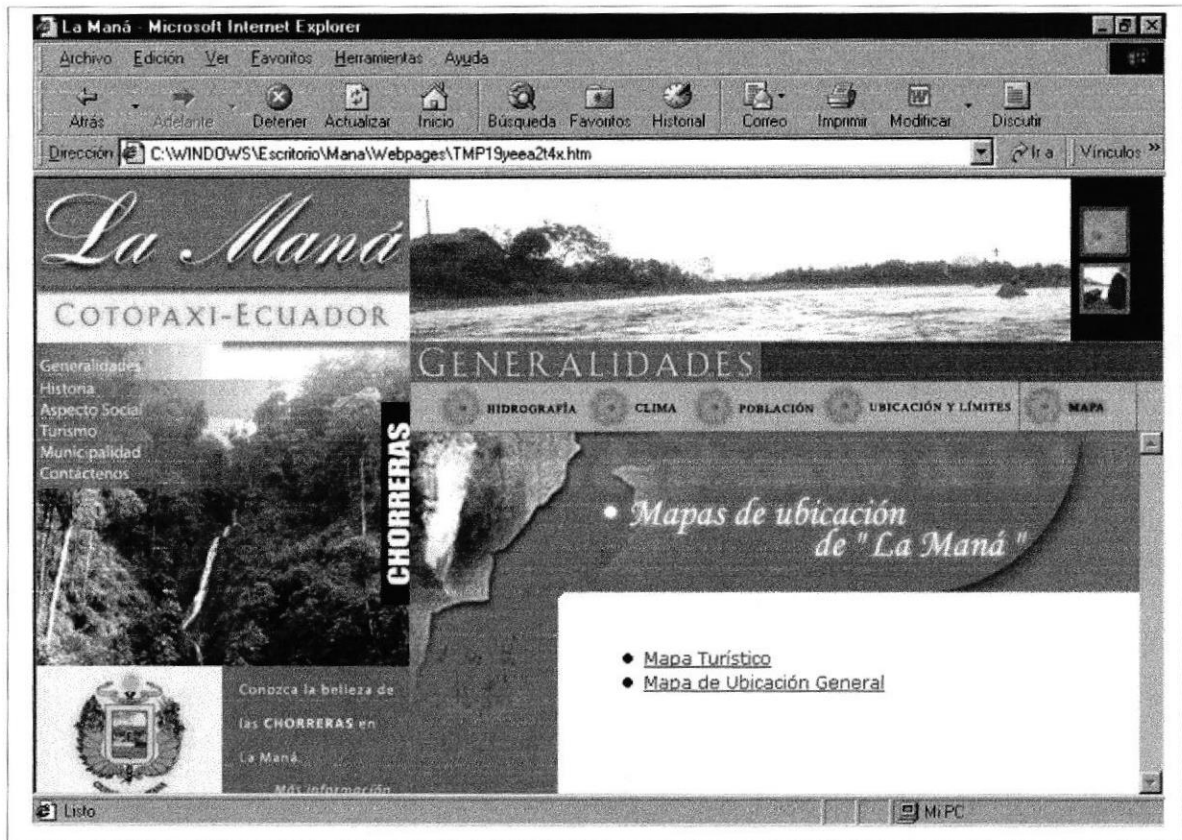 La Maná - Microsoft Internet Explorer
Archivo Edición Ver Favoritos Herramientas Ayuda
Atrás Adelante Detener Actualizar Inicio Búsqueda Favoritos Historial Correo Imprimir Modificar Discutir
Dirección C:\WINDOWS\Escritorio\Mana\Webpages\TMP19yeea2t4x.htm Ir a Vínculos »
La Maná
COTOPAXI-ECUADOR
GENERALIDADES
HIDROGRAFÍA CLIMA POBLACIÓN UBICACIÓN Y LÍMITES MAPA
Generalidades
Historia
Aspecto Social
Turismo
Municipalidad
Contáctenos
CHORRERAS
• Mapas de ubicación
de " La Maná "
• Mapa Turístico
• Mapa de Ubicación General
Conozca la belleza de
las CHORRERAS en
La Maná
Más información
Listo Mi PC